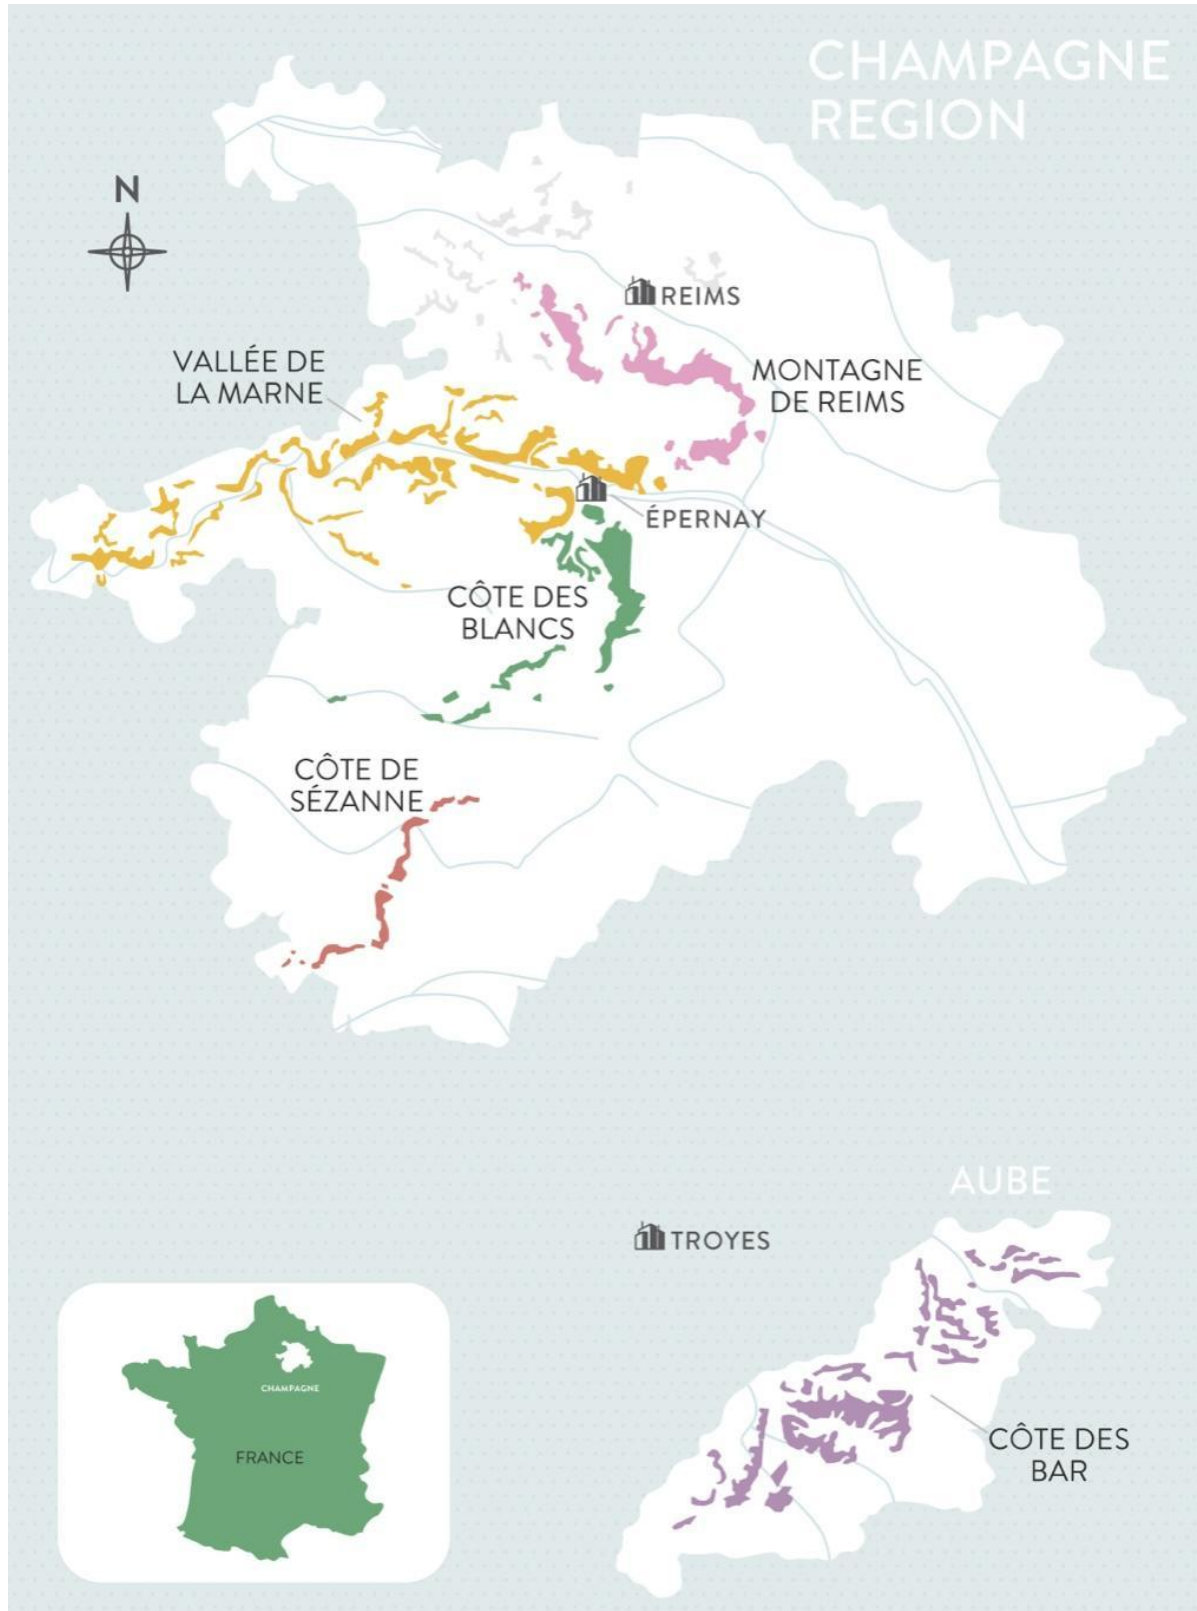 CHAMPAGNE
REGION
N
REIMS
VALLÉE DE
LA MARNE
MONTAGNE
DE REIMS
ÉPERNAY
CÔTE DES
BLANCS
CÔTE DE
SÉZANNE
AUBE
TROYES
CHAMPAGNE
FRANCE
CÔTE DES
BAR